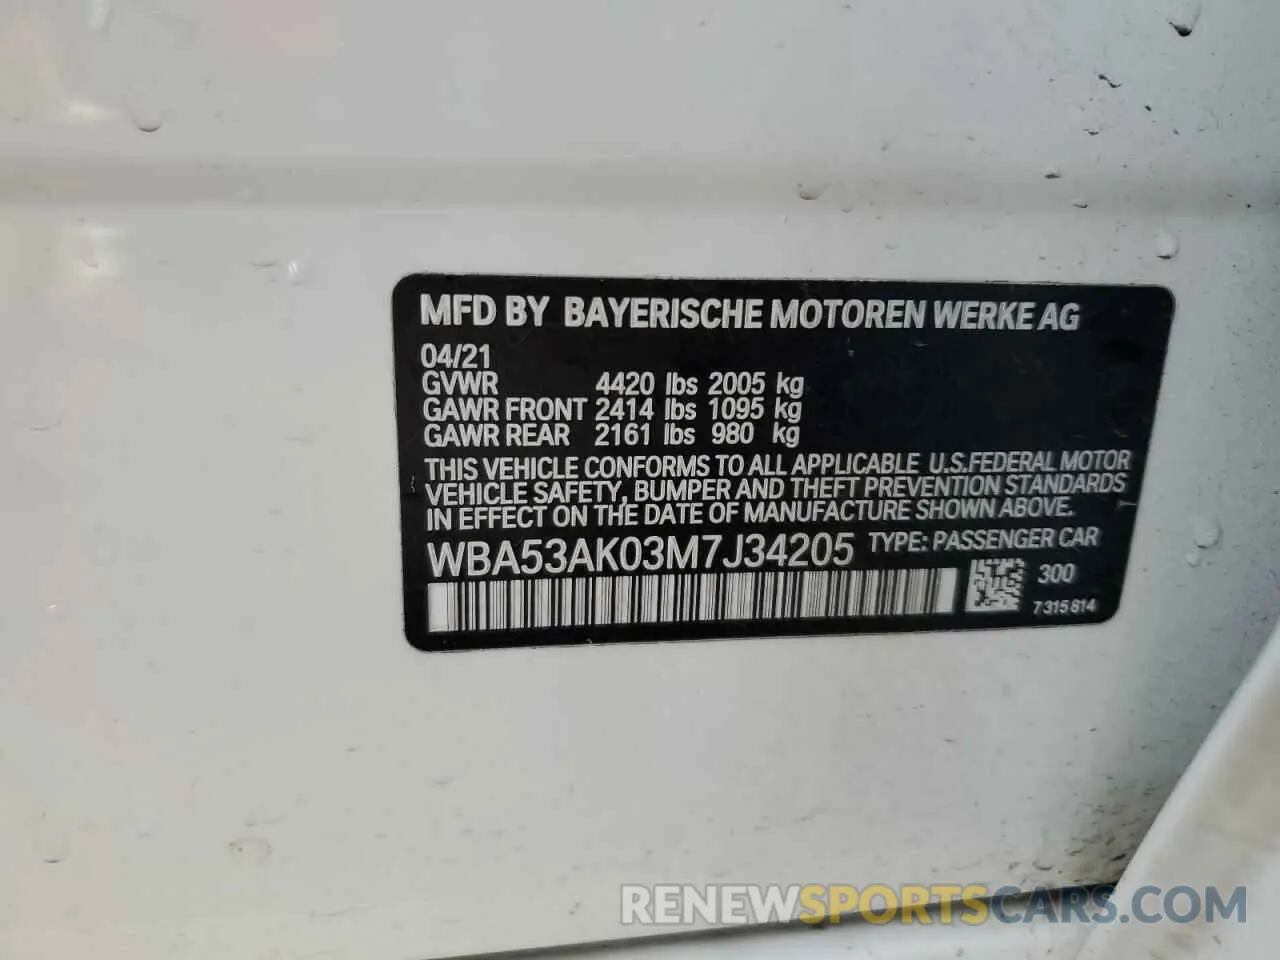 MFD BY BAYERISCHE MOTOREN WERKE AG
04/21
GVWR 4420 lbs 2005 kg
GAWR FRONT 2414 lbs 1095 kg
GAWR REAR 2161 lbs 980 kg
THIS VEHICLE CONFORMS TO ALL APPLICABLE U.S.FEDERAL MOTOR
VEHICLE SAFETY, BUMPER AND THEFT PREVENTION STANDARDS
IN EFFECT ON THE DATE OF MANUFACTURE SHOWN ABOVE.
WBA53AK03M7J34205 TYPE: PASSENGER CAR
300
7315814
RENEWSPORTSCARS.COM